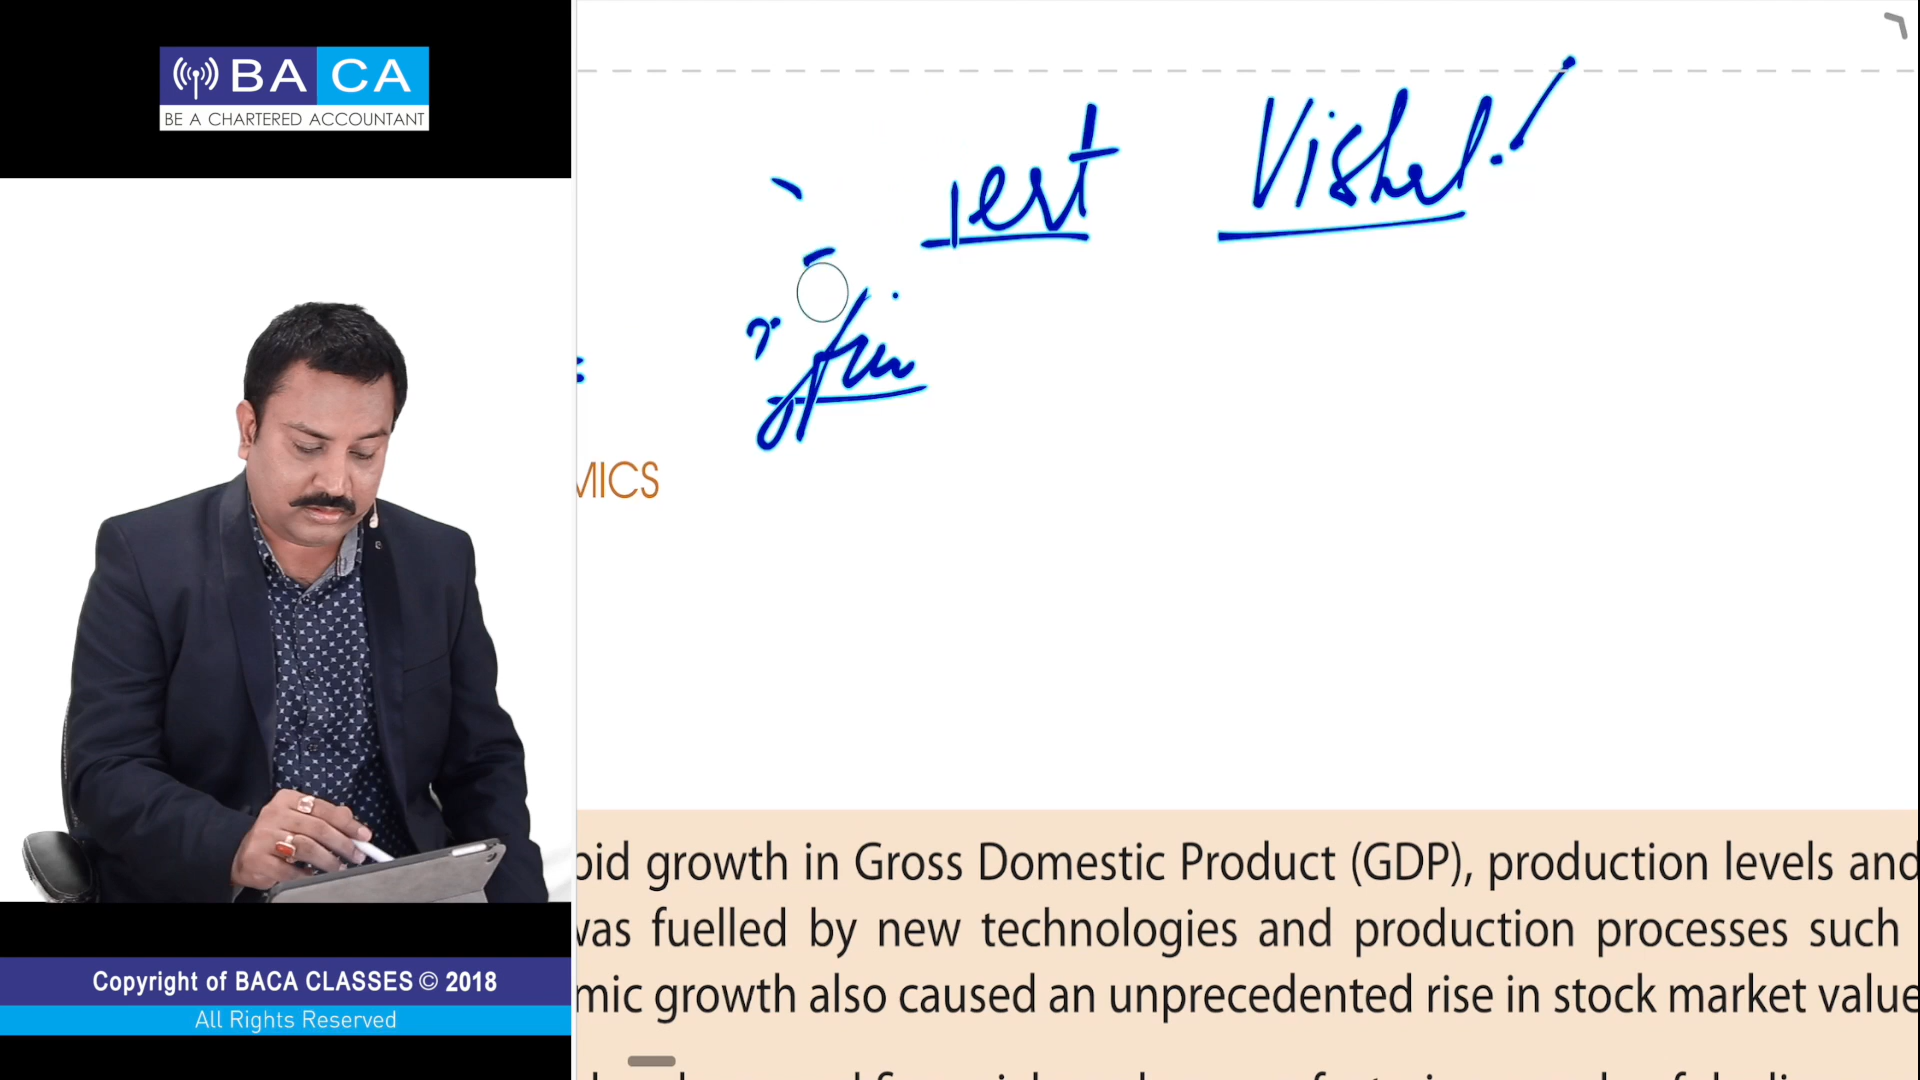 BA CA
BE A CHARTERED ACCOUNTANT
Test Vishal
MICS
pid growth in Gross Domestic Product (GDP), production levels and
was fuelled by new technologies and production processes such
mic growth also caused an unprecedented rise in stock market value
Copyright of BACA CLASSES © 2018
All Rights Reserved